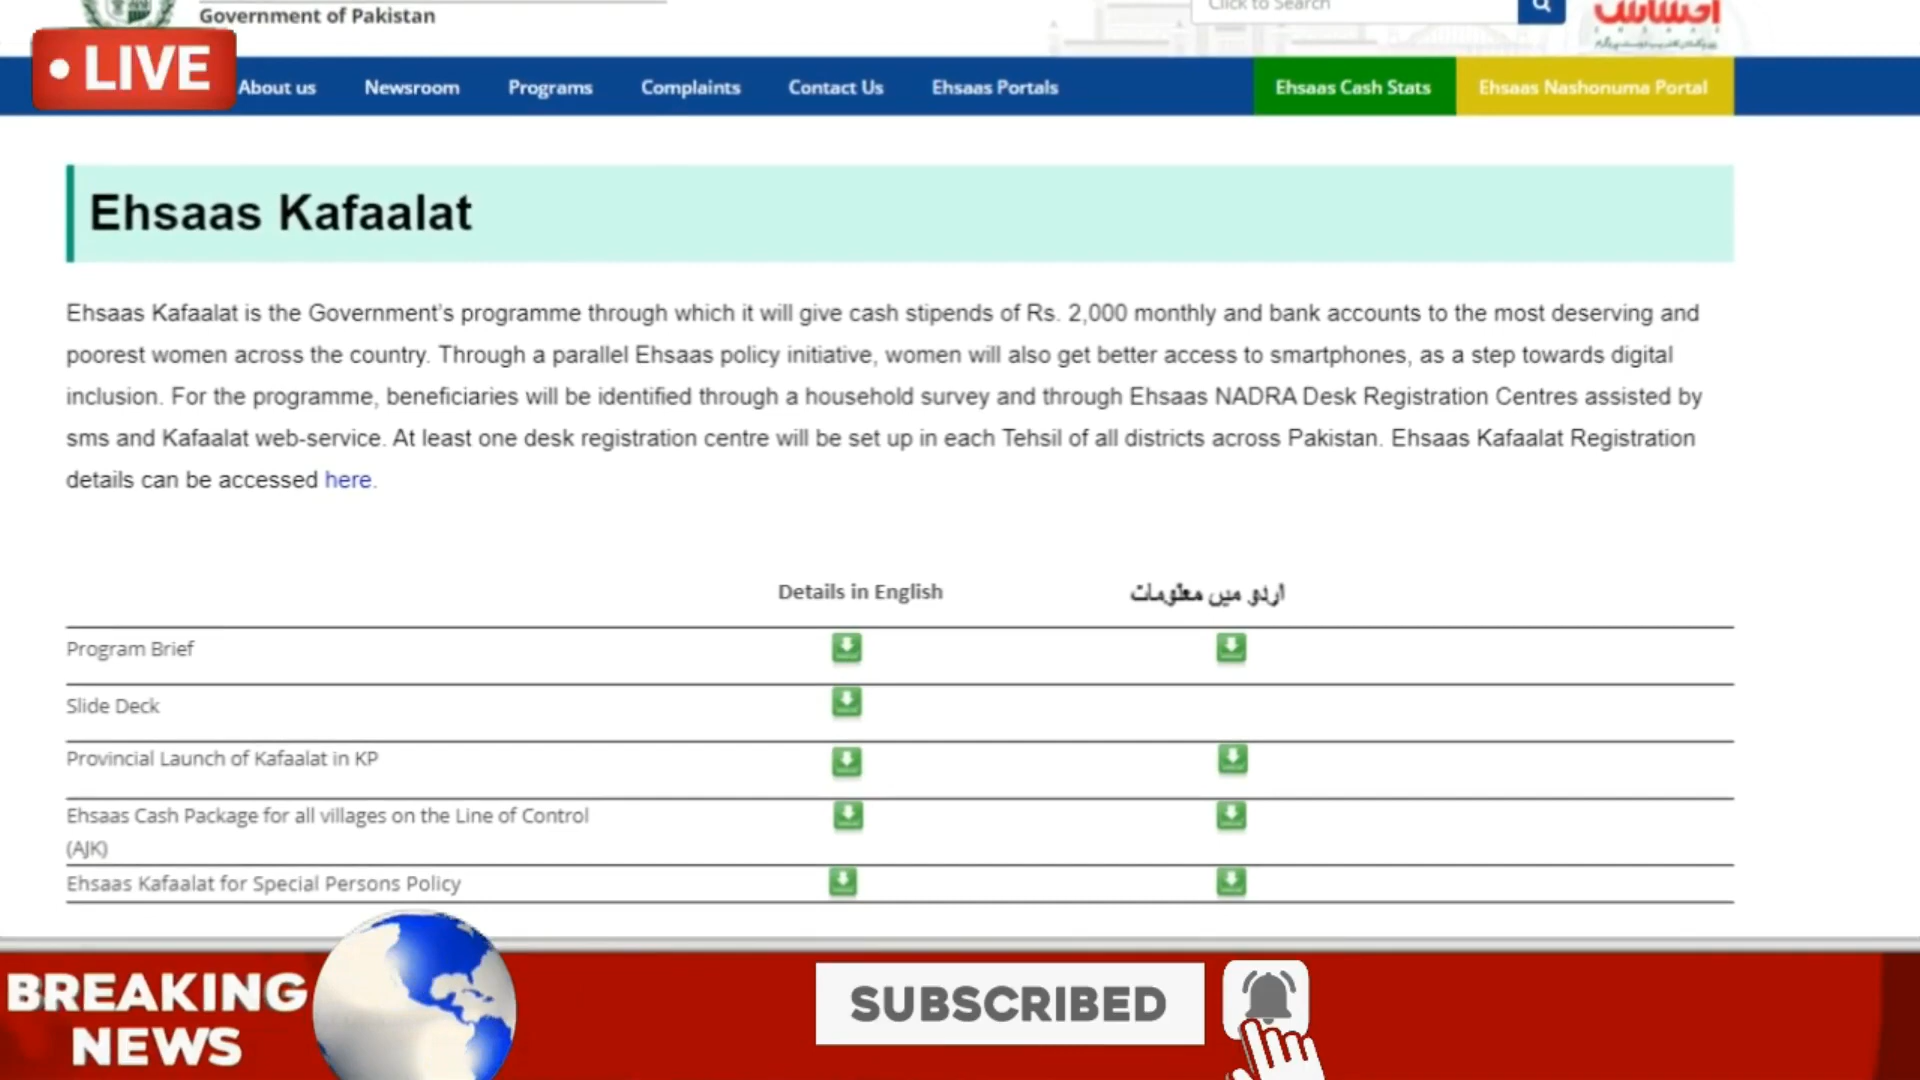 Government of Pakistan
Click to Search
احساس
• LIVE
About us Newsroom Programs Complaints Contact Us Ehsaas Portals Ehsaas Cash Stats Ehsaas Nashonuma Portal
Ehsaas Kafaalat
Ehsaas Kafaalat is the Government's programme through which it will give cash stipends of Rs. 2,000 monthly and bank accounts to the most deserving and
poorest women across the country. Through a parallel Ehsaas policy initiative, women will also get better access to smartphones, as a step towards digital
inclusion. For the programme, beneficiaries will be identified through a household survey and through Ehsaas NADRA Desk Registration Centres assisted by
sms and Kafaalat web-service. At least one desk registration centre will be set up in each Tehsil of all districts across Pakistan. Ehsaas Kafaalat Registration
details can be accessed here.
Details in English اردو میں معلومات
Program Brief
Slide Deck
Provincial Launch of Kafaalat in KP
Ehsaas Cash Package for all villages on the Line of Control
(AJK)
Ehsaas Kafaalat for Special Persons Policy
BREAKING
NEWS
SUBSCRIBED